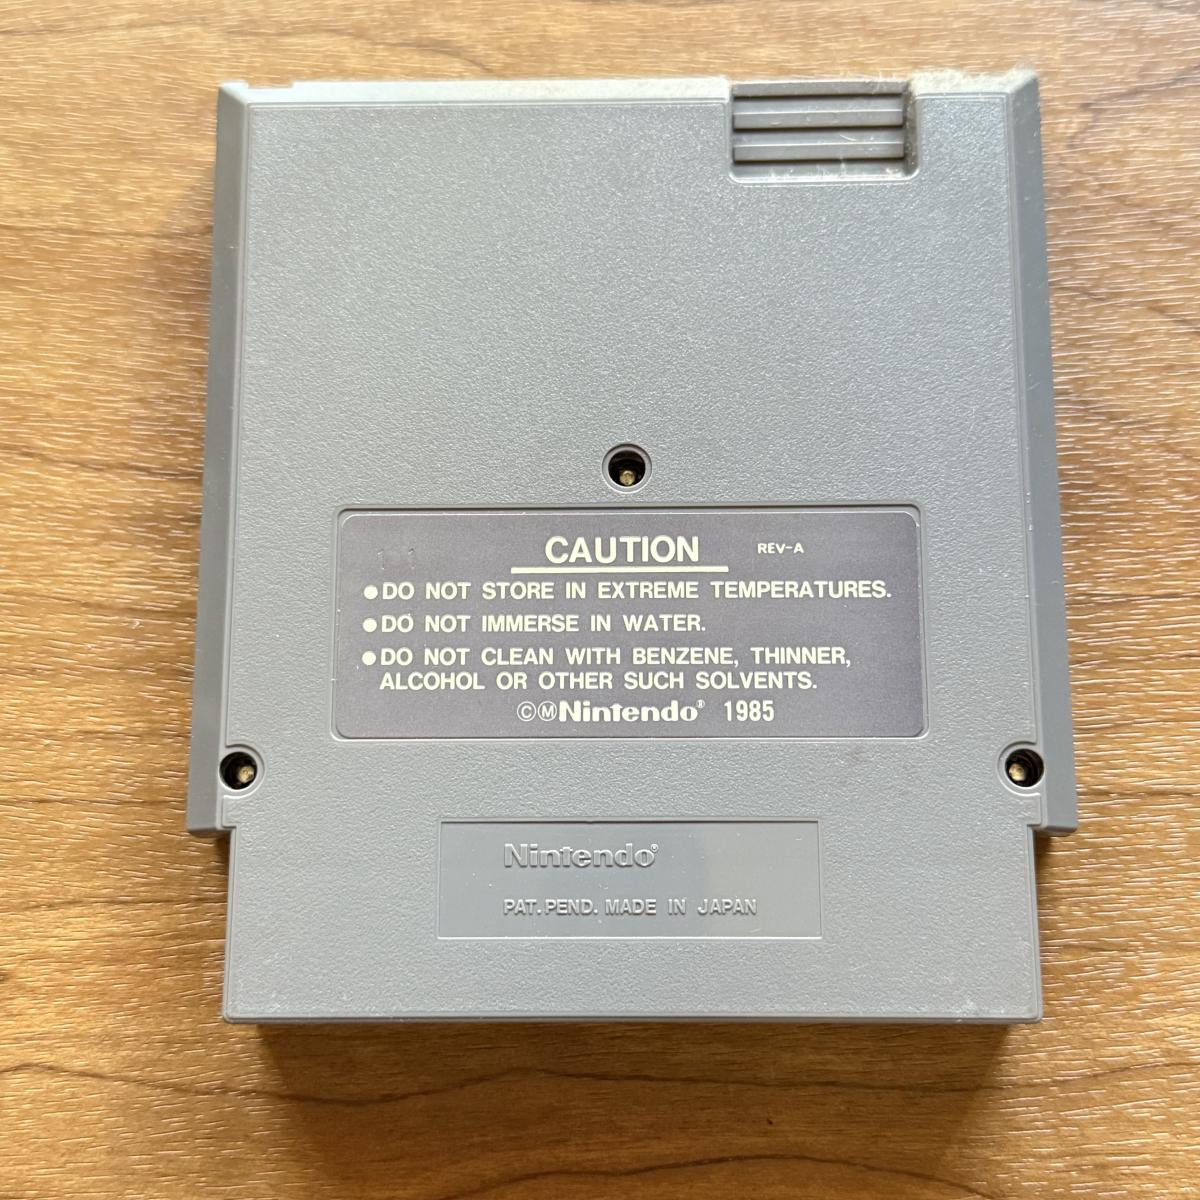 CAUTION REV-A
●DO NOT STORE IN EXTREME TEMPERATURES.
●DO NOT IMMERSE IN WATER.
●DO NOT CLEAN WITH BENZENE, THINNER,
ALCOHOL OR OTHER SUCH SOLVENTS.
©ⓂNintendo® 1985
Nintendo®
PAT. PEND. MADE IN JAPAN